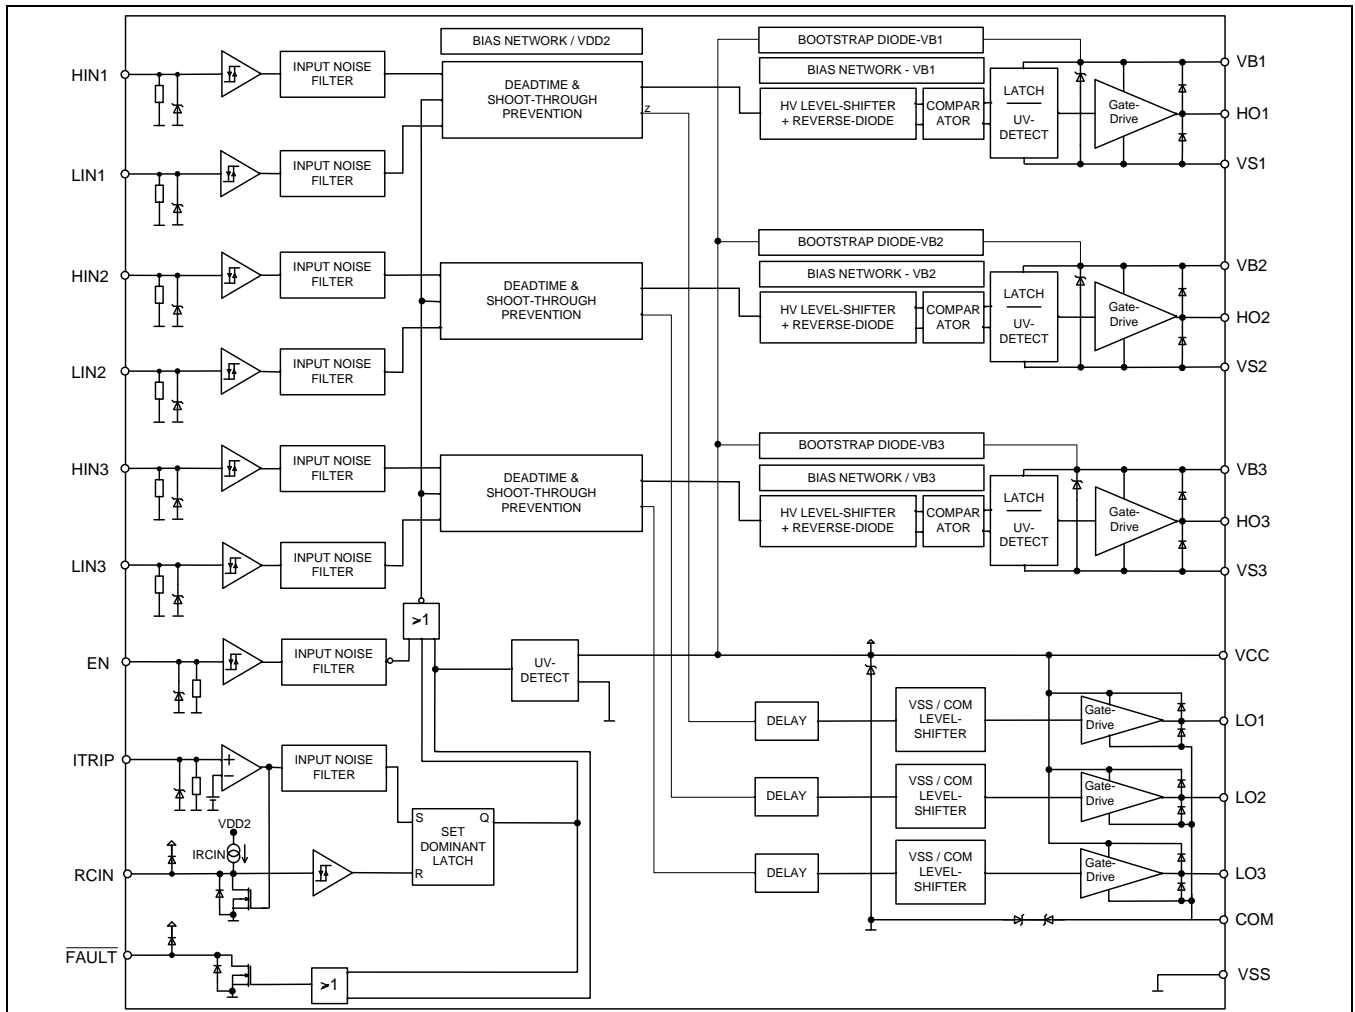 BIAS NETWORK / VDD2
BOOTSTRAP DIODE-VB1
HIN1
INPUT NOISE
FILTER
DEADTIME &
SHOOT-THROUGH
PREVENTION
Z
BIAS NETWORK - VB1
HV LEVEL-SHIFTER
+ REVERSE-DIODE
COMPAR
ATOR
LATCH
UV-
DETECT
Gate-
Drive
VB1
HO1
VS1
LIN1
INPUT NOISE
FILTER
BOOTSTRAP DIODE-VB2
HIN2
INPUT NOISE
FILTER
DEADTIME &
SHOOT-THROUGH
PREVENTION
BIAS NETWORK - VB2
HV LEVEL-SHIFTER
+ REVERSE-DIODE
COMPAR
ATOR
LATCH
UV-
DETECT
Gate-
Drive
VB2
HO2
VS2
LIN2
INPUT NOISE
FILTER
BOOTSTRAP DIODE-VB3
HIN3
INPUT NOISE
FILTER
DEADTIME &
SHOOT-THROUGH
PREVENTION
BIAS NETWORK / VB3
HV LEVEL-SHIFTER
+ REVERSE-DIODE
COMPAR
ATOR
LATCH
UV-
DETECT
Gate-
Drive
VB3
HO3
VS3
LIN3
INPUT NOISE
FILTER
>1
EN
INPUT NOISE
FILTER
UV-
DETECT
VCC
DELAY
VSS / COM
LEVEL-
SHIFTER
Gate-
Drive
LO1
ITRIP
+
−
INPUT NOISE
FILTER
DELAY
VSS / COM
LEVEL-
SHIFTER
Gate-
Drive
LO2
VDD2
IRCIN
S
Q
SET
DOMINANT
LATCH
R
RCIN
DELAY
VSS / COM
LEVEL-
SHIFTER
Gate-
Drive
LO3
COM
FAULT
>1
VSS